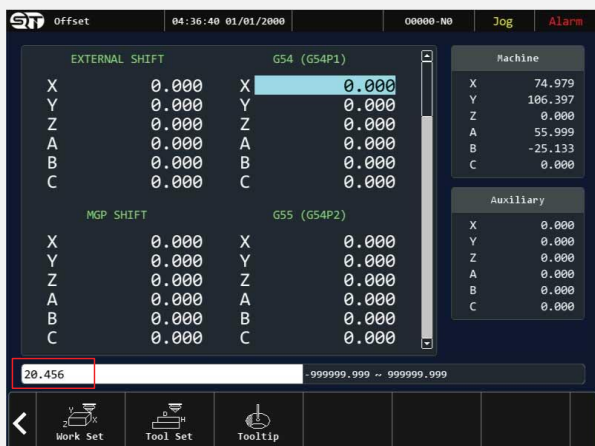 Offset 04:36:40 01/01/2000 O0000-N0 Jog Alarm
EXTERNAL SHIFT G54 (G54P1) Machine
X 0.000 X 0.000 X 74.979
Y 0.000 Y 0.000 Y 106.397
Z 0.000 Z 0.000 Z 0.000
A 0.000 A 0.000 A 55.999
B 0.000 B 0.000 B -25.133
C 0.000 C 0.000 C 0.000
MGP SHIFT G55 (G54P2) Auxiliary
X 0.000 X 0.000 X 0.000
Y 0.000 Y 0.000 Y 0.000
Z 0.000 Z 0.000 Z 0.000
A 0.000 A 0.000 A 0.000
B 0.000 B 0.000 B 0.000
C 0.000 C 0.000 C 0.000
20.456 -999999.999 ~ 999999.999
Y
Z X H
Work Set Tool Set Tooltip